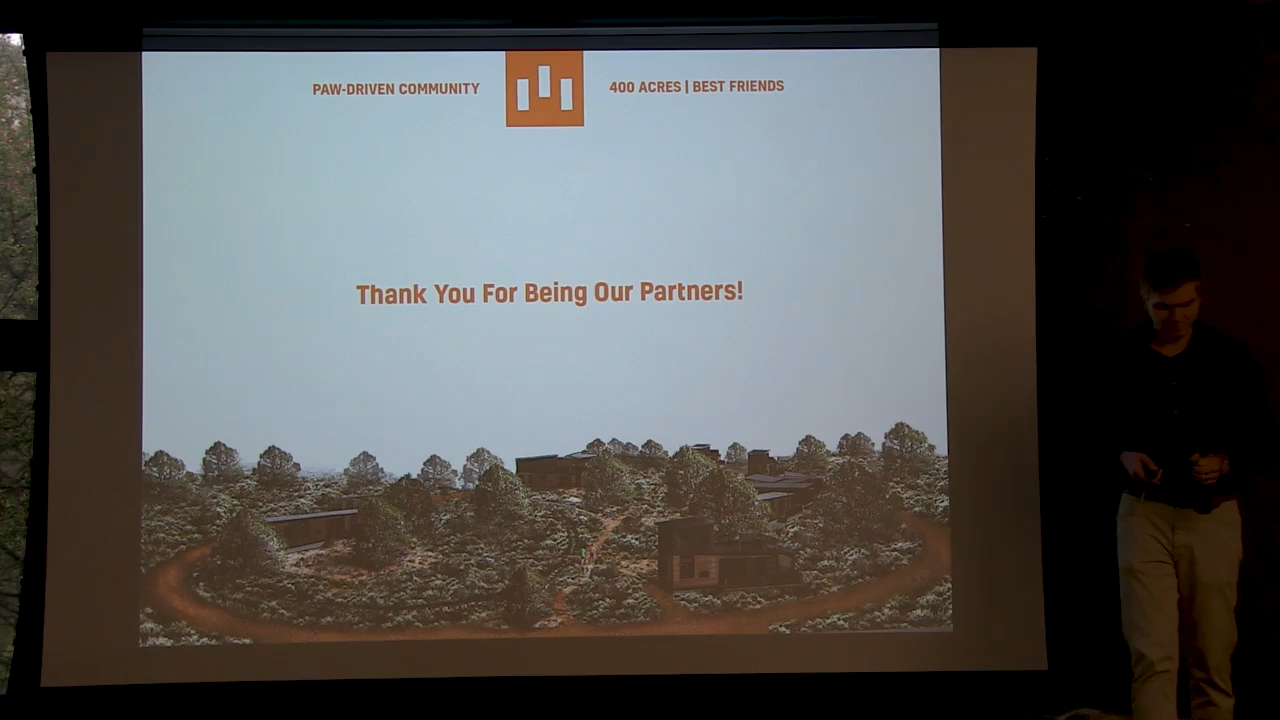 PAW-DRIVEN COMMUNITY
400 ACRES | BEST FRIENDS
Thank You For Being Our Partners!